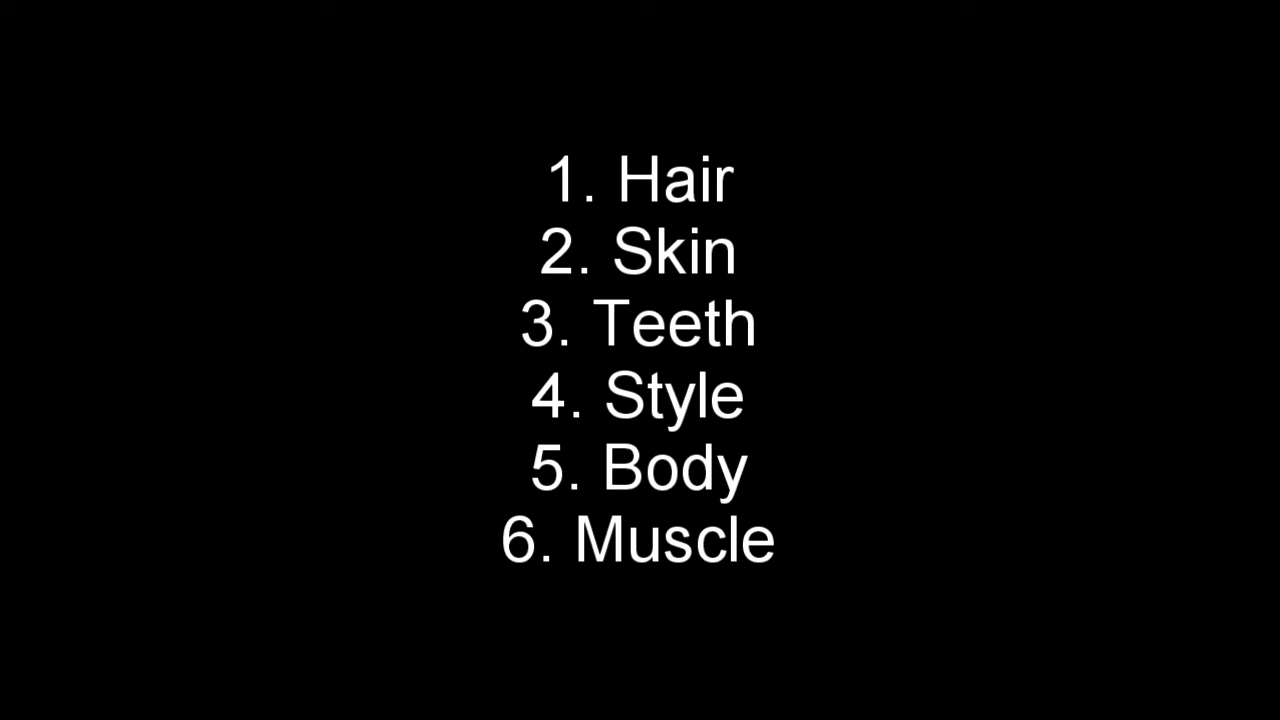 1. Hair
2. Skin
3. Teeth
4. Style
5. Body
6. Muscle